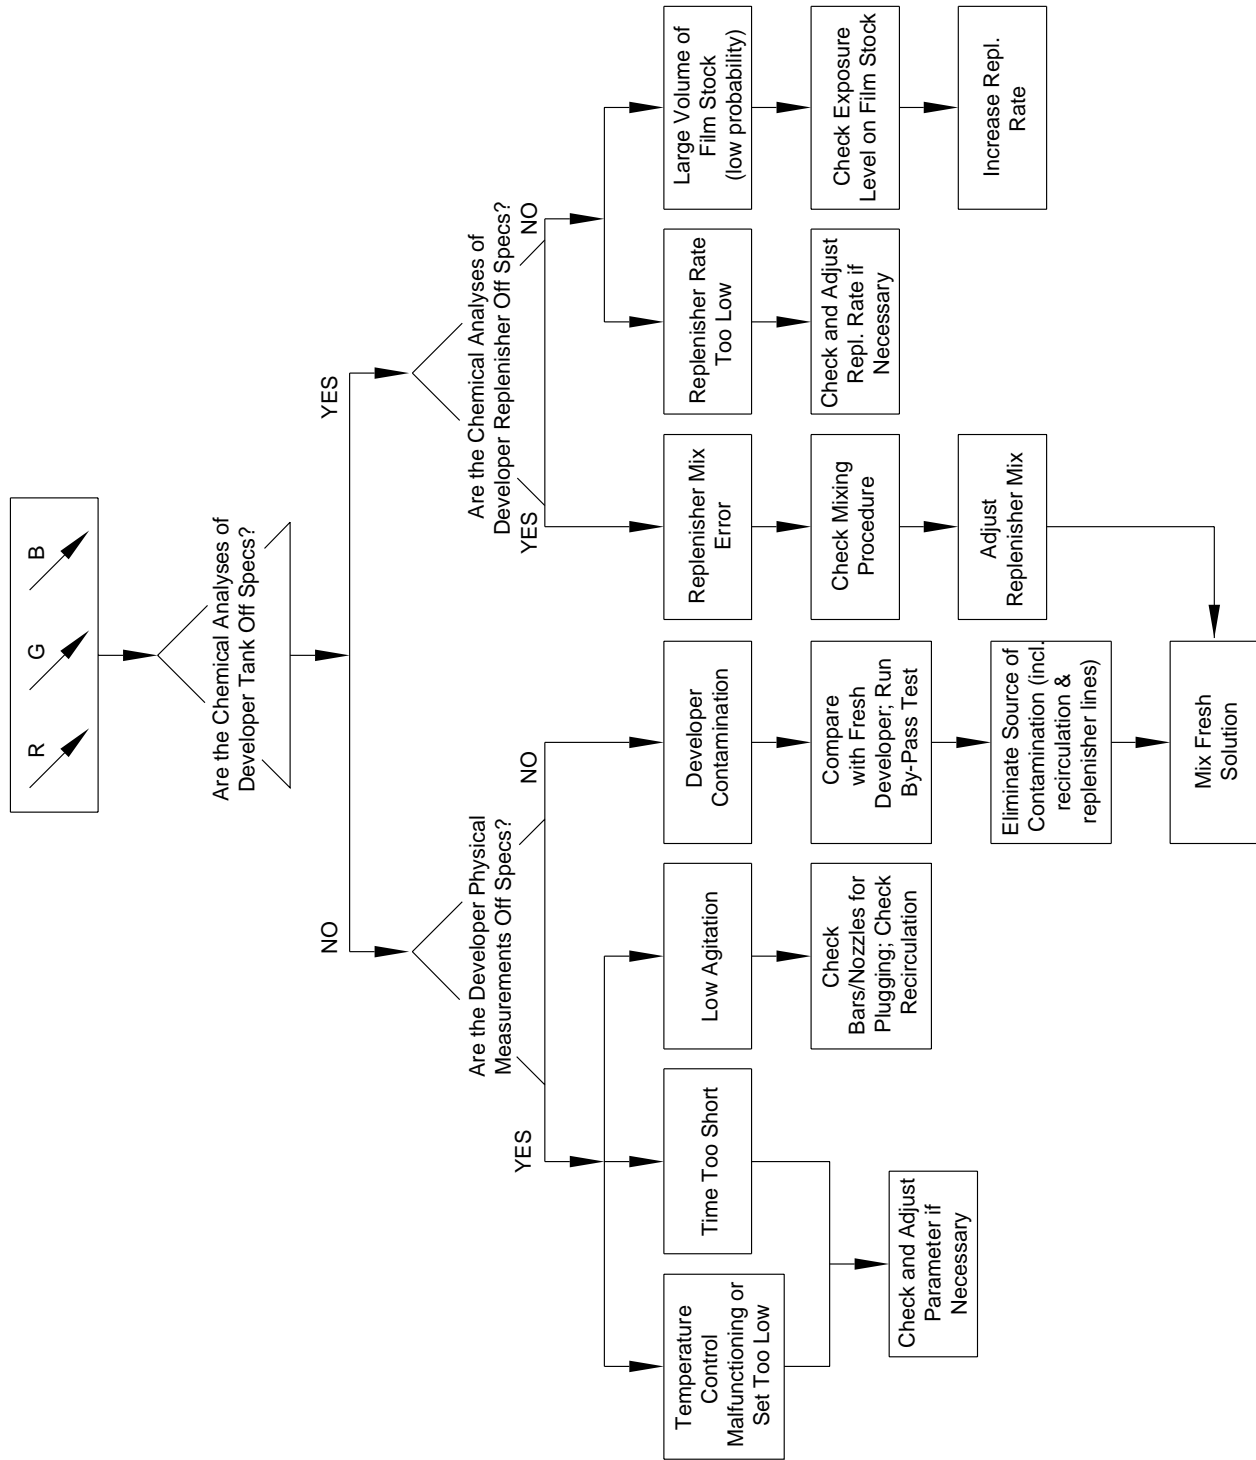 R
G
B
Are the Chemical Analyses of
Developer Tank Off Specs?
NO
YES
Are the Developer Physical
Measurements Off Specs?
YES
NO
Are the Chemical Analyses of
Developer Replenisher Off Specs?
YES
NO
Temperature
Control
Malfunctioning or
Set Too Low
Time Too Short
Low Agitation
Developer
Contamination
Replenisher Mix
Error
Replenisher Rate
Too Low
Large Volume of
Film Stock
(low probability)
Check
Bars/Nozzles for
Plugging; Check
Recirculation
Compare
with Fresh
Developer; Run
By-Pass Test
Check Mixing
Procedure
Check and Adjust
Repl. Rate if
Necessary
Check Exposure
Level on Film Stock
Check and Adjust
Parameter if
Necessary
Eliminate Source of
Contamination (incl.
recirculation &
replenisher lines)
Adjust
Replenisher Mix
Increase Repl.
Rate
Mix Fresh
Solution